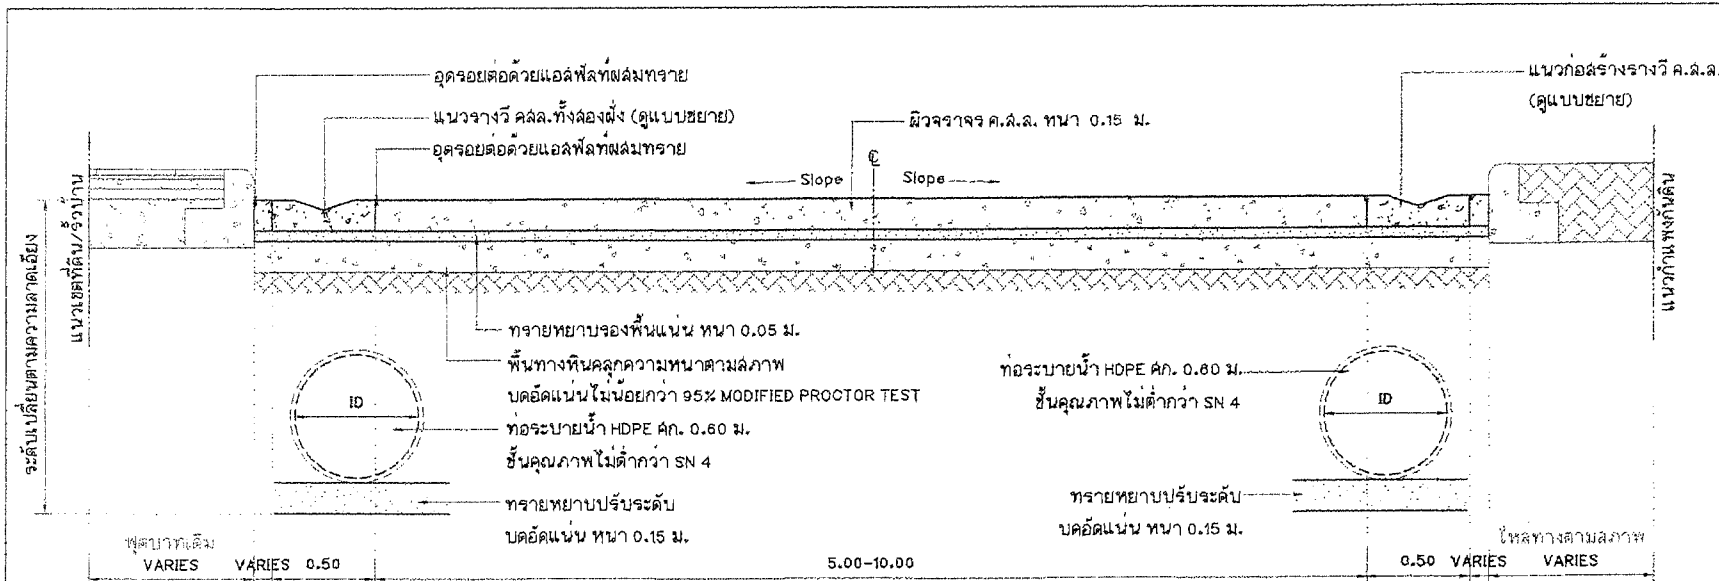 อุดรอยต่อด้วยแอสฟัลท์ผสมทราย
แนวรางวี คสล.ทั้งสองฝั่ง (ดูแบบขยาย)
อุดรอยต่อด้วยแอสฟัลท์ผสมทราย
ผิวจราจร ค.ส.ล. หนา 0.15 ม.
แนวก่อสร้างรางวี ค.ส.ล.
(ดูแบบขยาย)
Slope
Slope
แนวเขตที่ดิน/รั้วบ้าน
ระดับเปลี่ยนตามความลาดเอียง
แนวกำแพงกันดิน
ทรายหยาบรองพื้นแน่น หนา 0.05 ม.
พื้นทางหินคลุกความหนาตามสภาพ
บดอัดแน่นไม่น้อยกว่า 95% MODIFIED PROCTOR TEST
ท่อระบายน้ำ HDPE ศก. 0.60 ม.
ชั้นคุณภาพไม่ต่ำกว่า SN 4
ทรายหยาบปรับระดับ
บดอัดแน่น หนา 0.15 ม.
ID
ท่อระบายน้ำ HDPE ศก. 0.60 ม.
ชั้นคุณภาพไม่ต่ำกว่า SN 4
ID
ทรายหยาบปรับระดับ
บดอัดแน่น หนา 0.15 ม.
ฟุตบาทเดิม
VARIES VARIES 0.50 5.00-10.00 0.50 VARIES VARIES
ไหล่ทางตามสภาพ